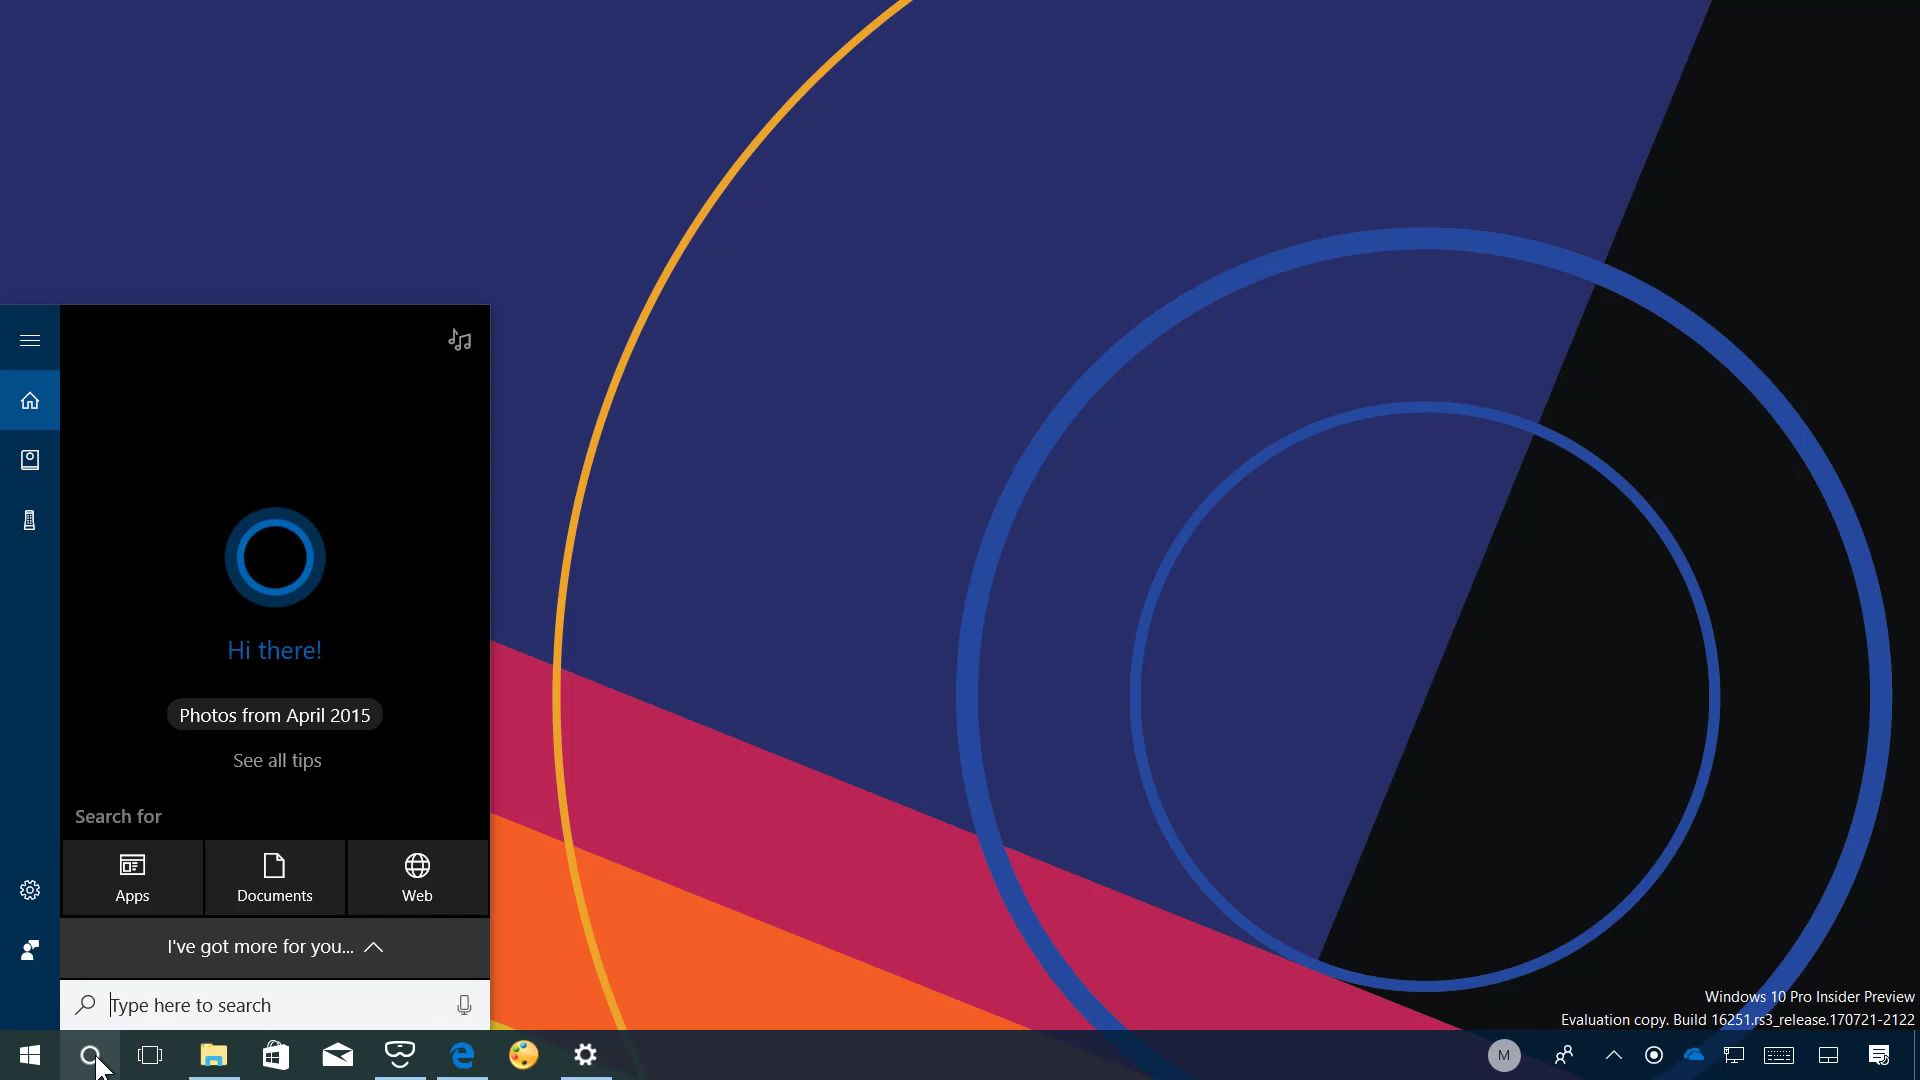 Hi there!
Photos from April 2015
See all tips
Search for
Apps
Documents
Web
I've got more for you...
Type here to search
Windows 10 Pro Insider Preview
Evaluation copy. Build 16251.rs3_release.170721-2122
M